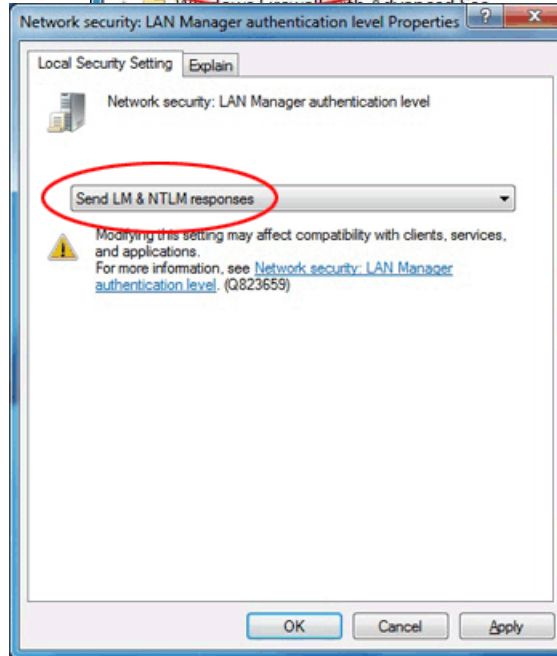 Network security: LAN Manager authentication level Properties
Local Security Setting
Explain
Network security: LAN Manager authentication level
Send LM & NTLM responses
Modifying this setting may affect compatibility with clients, services,
and applications.
For more information, see Network security: LAN Manager
authentication level. (Q823659)
OK
Cancel
Apply